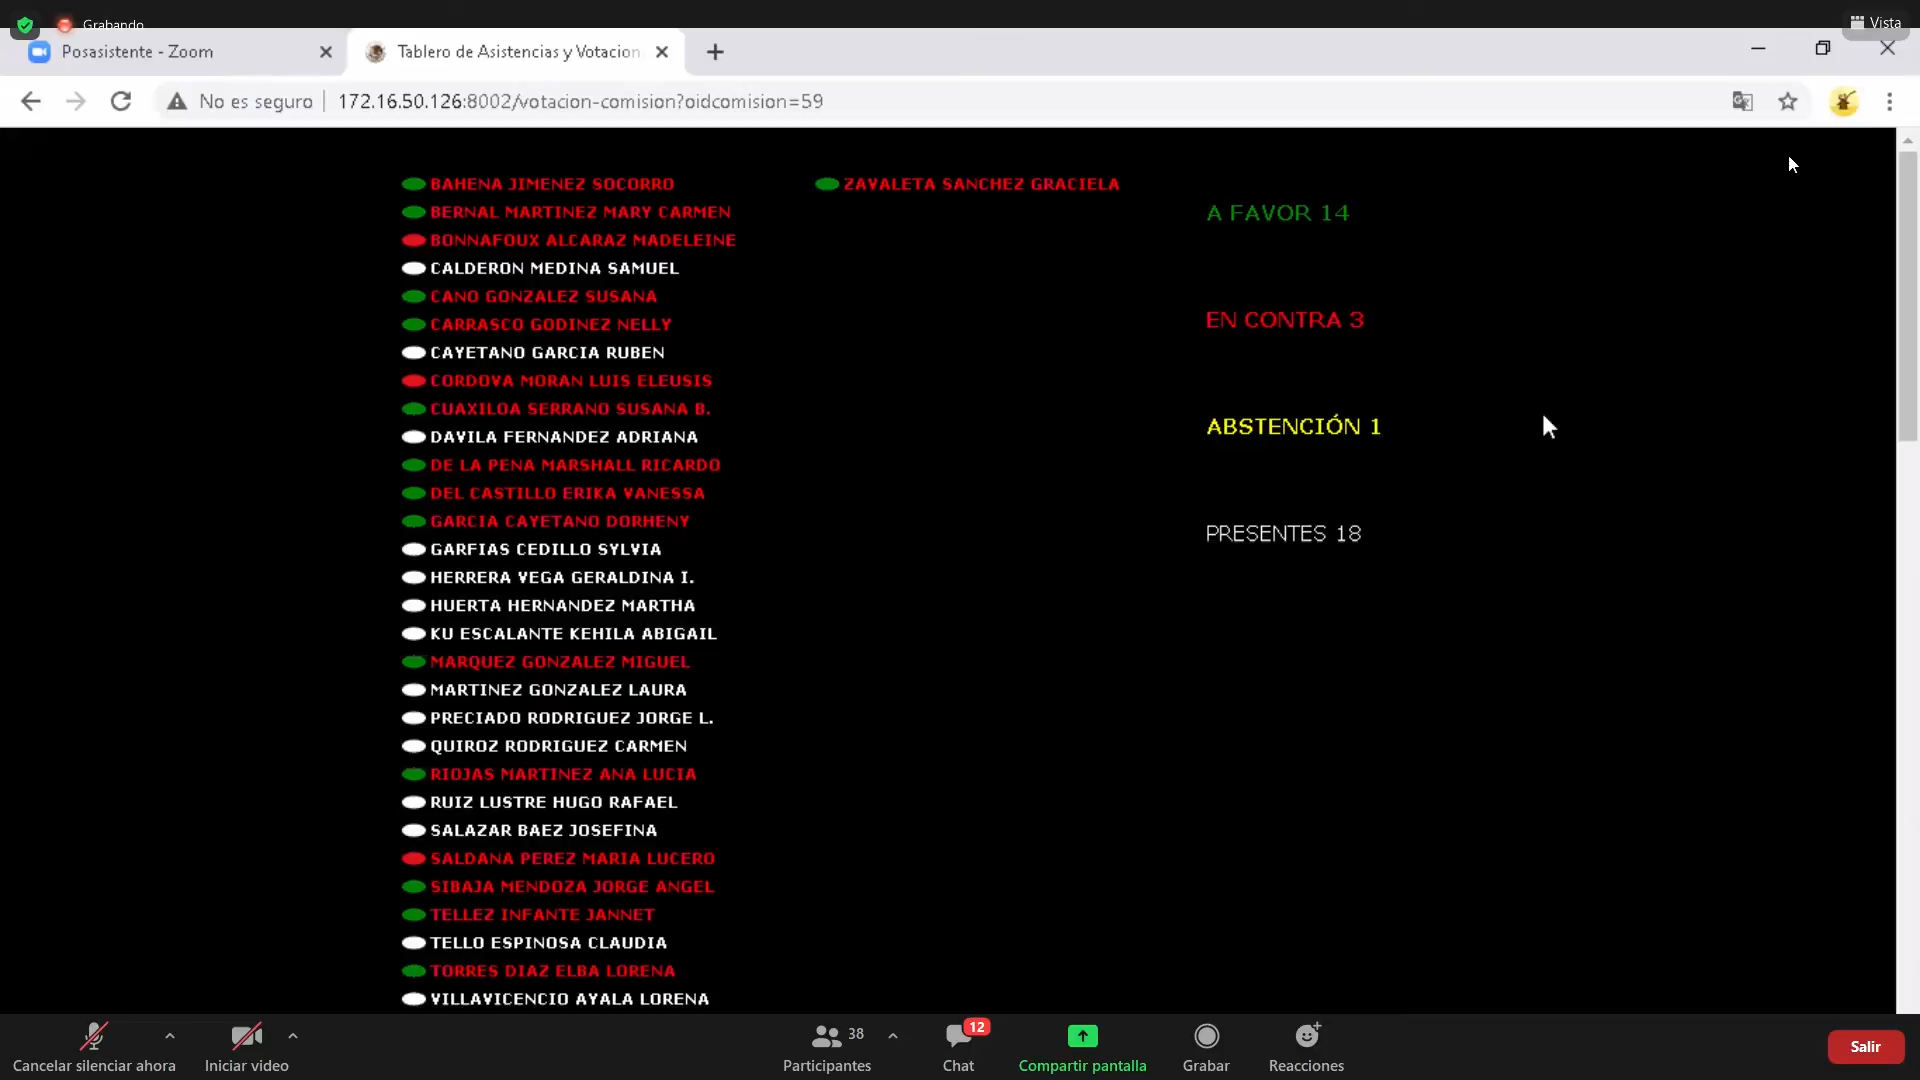 Grabando
Vista
Posasistente - Zoom
Tablero de Asistencias y Votacion
No es seguro
172.16.50.126:8002/votacion-comision?oidcomision=59
BAHENA JIMENEZ SOCORRO
BERNAL MARTINEZ MARY CARMEN
BONNAFOUX ALCARAZ MADELEINE
CALDERON MEDINA SAMUEL
CANO GONZALEZ SUSANA
CARRASCO GODINEZ NELLY
CAYETANO GARCIA RUBEN
CORDOVA MORAN LUIS ELEUSIS
CUAXILOA SERRANO SUSANA B.
DAVILA FERNANDEZ ADRIANA
DE LA PENA MARSHALL RICARDO
DEL CASTILLO ERIKA VANESSA
GARCIA CAYETANO DORHENY
GARFIAS CEDILLO SYLVIA
HERRERA VEGA GERALDINA I.
HUERTA HERNANDEZ MARTHA
KU ESCALANTE KEHILA ABIGAIL
MARQUEZ GONZALEZ MIGUEL
MARTINEZ GONZALEZ LAURA
PRECIADO RODRIGUEZ JORGE L.
QUIROZ RODRIGUEZ CARMEN
RIOJAS MARTINEZ ANA LUCIA
RUIZ LUSTRE HUGO RAFAEL
SALAZAR BAEZ JOSEFINA
SALDANA PEREZ MARIA LUCERO
SIBAJA MENDOZA JORGE ANGEL
TELLEZ INFANTE JANNET
TELLO ESPINOSA CLAUDIA
TORRES DIAZ ELBA LORENA
VILLAVICENCIO AYALA LORENA
ZAVALETA SANCHEZ GRACIELA
A FAVOR 14
EN CONTRA 3
ABSTENCIÓN 1
PRESENTES 18
Cancelar silenciar ahora
Iniciar video
38
Participantes
12
Chat
Compartir pantalla
Grabar
Reacciones
Salir